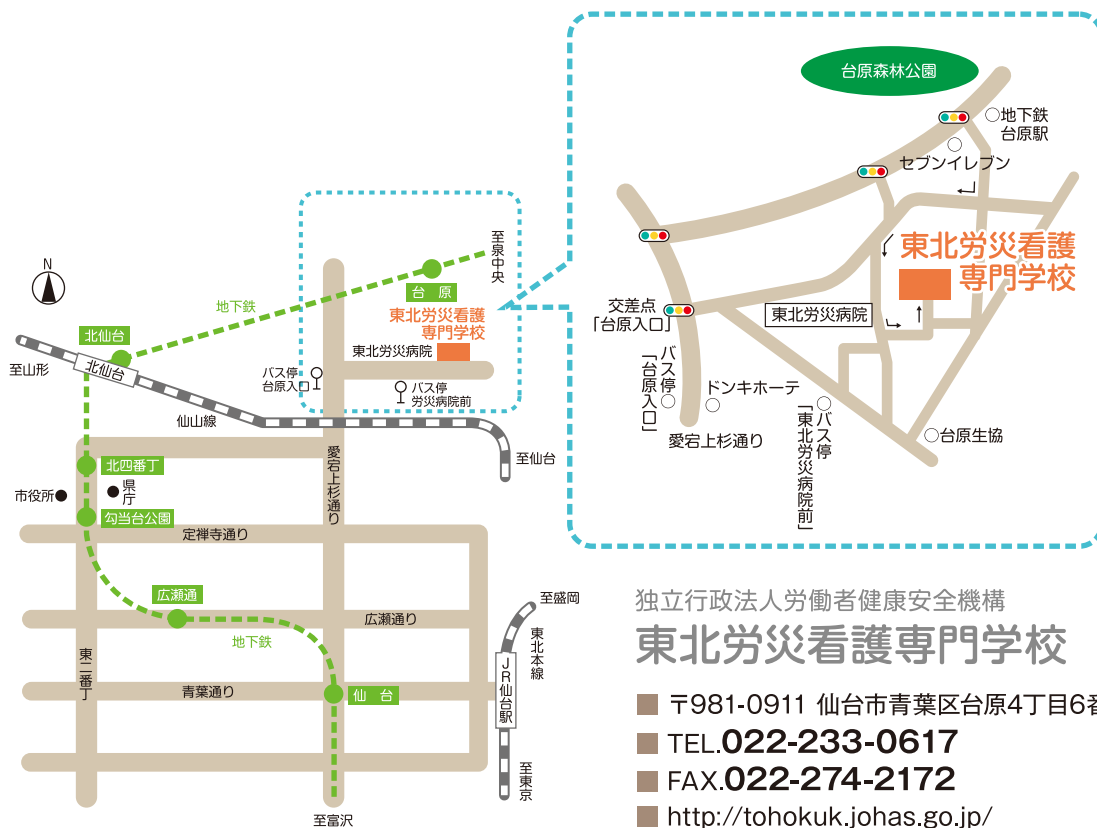 N
至山形
北仙台
北仙台
地下鉄
仙山線
台原
至泉中央
東北労災看護
専門学校
東北労災病院
バス停
台原入口
バス停
労災病院前
至仙台
愛宕上杉通り
北四番丁
市役所
県庁
勾当台公園
定禅寺通り
広瀬通
広瀬通り
地下鉄
東二番丁
青葉通り
仙台
至富沢
至盛岡
東北本線
JR仙台駅
至東京
台原森林公園
地下鉄
台原駅
セブンイレブン
東北労災看護
専門学校
東北労災病院
交差点
「台原入口」
バス停
「台原入口」
ドンキホーテ
愛宕上杉通り
バス停
「東北労災病院前」
台原生協
独立行政法人労働者健康安全機構
東北労災看護専門学校
〒981-0911 仙台市青葉区台原4丁目6番
TEL.022-233-0617
FAX.022-274-2172
http://tohokuk.johas.go.jp/